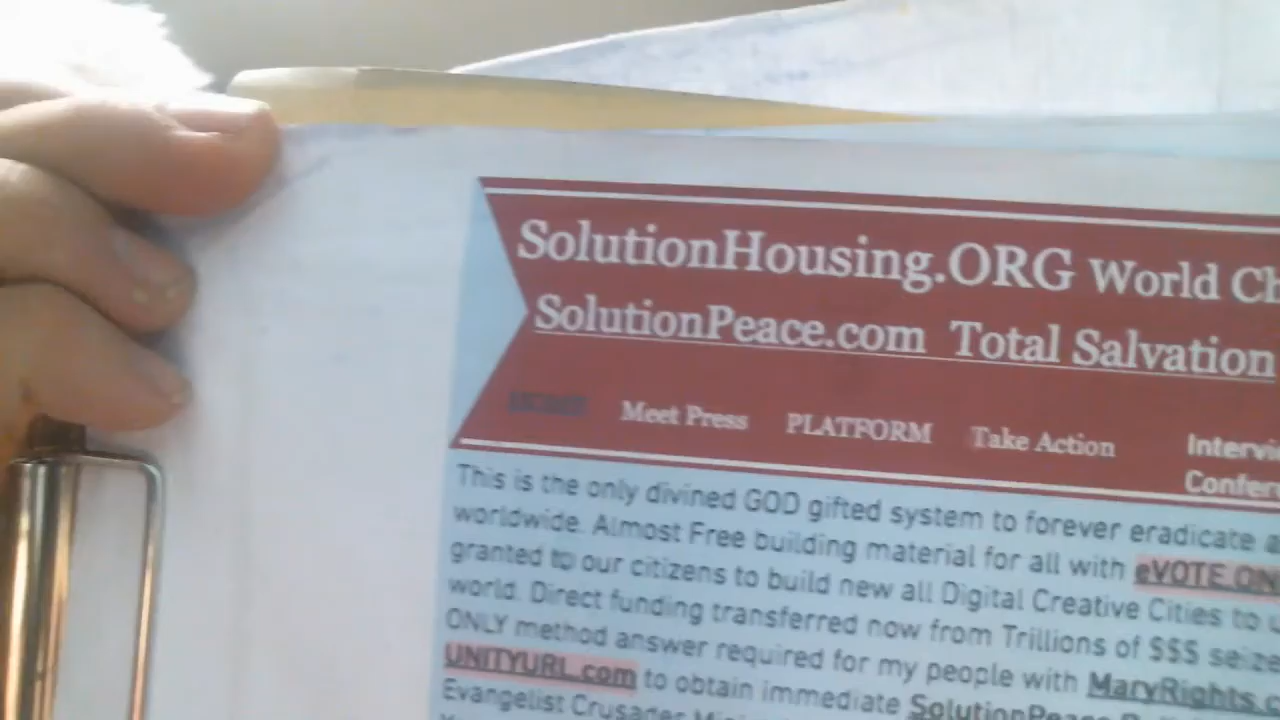 SolutionHousing.ORG World Ch
SolutionPeace.com Total Salvation
HOME Meet Press PLATFORM Take Action Intervi
Confer
This is the only divined GOD gifted system to forever eradicate a
worldwide. Almost Free building material for all with eVOTE.ON
granted to our citizens to build new all Digital Creative Cities to u
world. Direct funding transferred now from Trillions of $$$ seize
ONLY method answer required for my people with MaryRights.c
UNITYURL.com to obtain immediate SolutionPeace
Evangelist Crusader